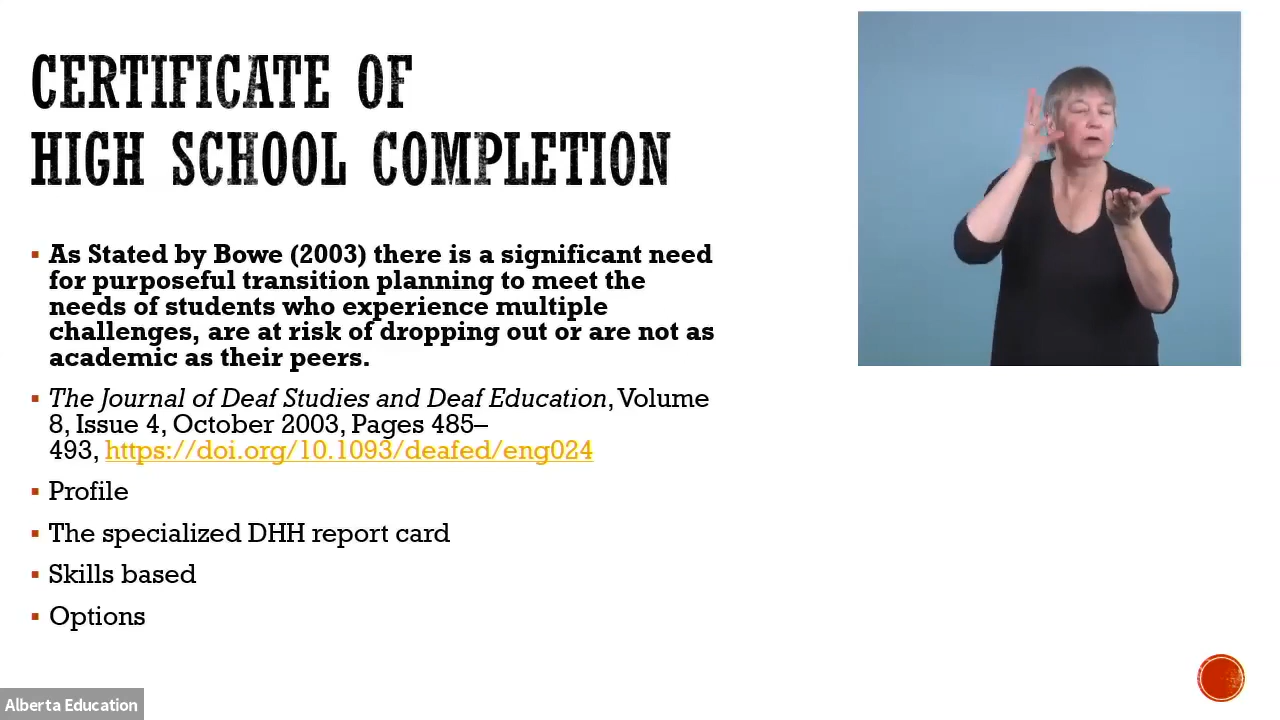 CERTIFICATE OF
HIGH SCHOOL COMPLETION
As Stated by Bowe (2003) there is a significant need
for purposeful transition planning to meet the
needs of students who experience multiple
challenges, are at risk of dropping out or are not as
academic as their peers.
The Journal of Deaf Studies and Deaf Education, Volume
8, Issue 4, October 2003, Pages 485–
493, https://doi.org/10.1093/deafed/eng024
Profile
The specialized DHH report card
Skills based
Options
Alberta Education